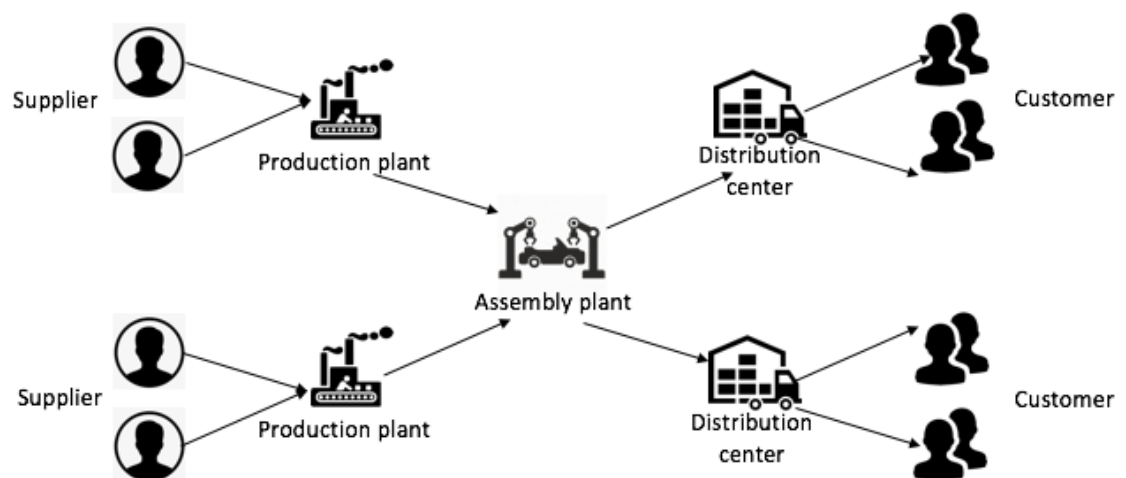 Supplier
Production plant
Distribution
center
Customer
Assembly plant
Supplier
Production plant
Distribution
center
Customer